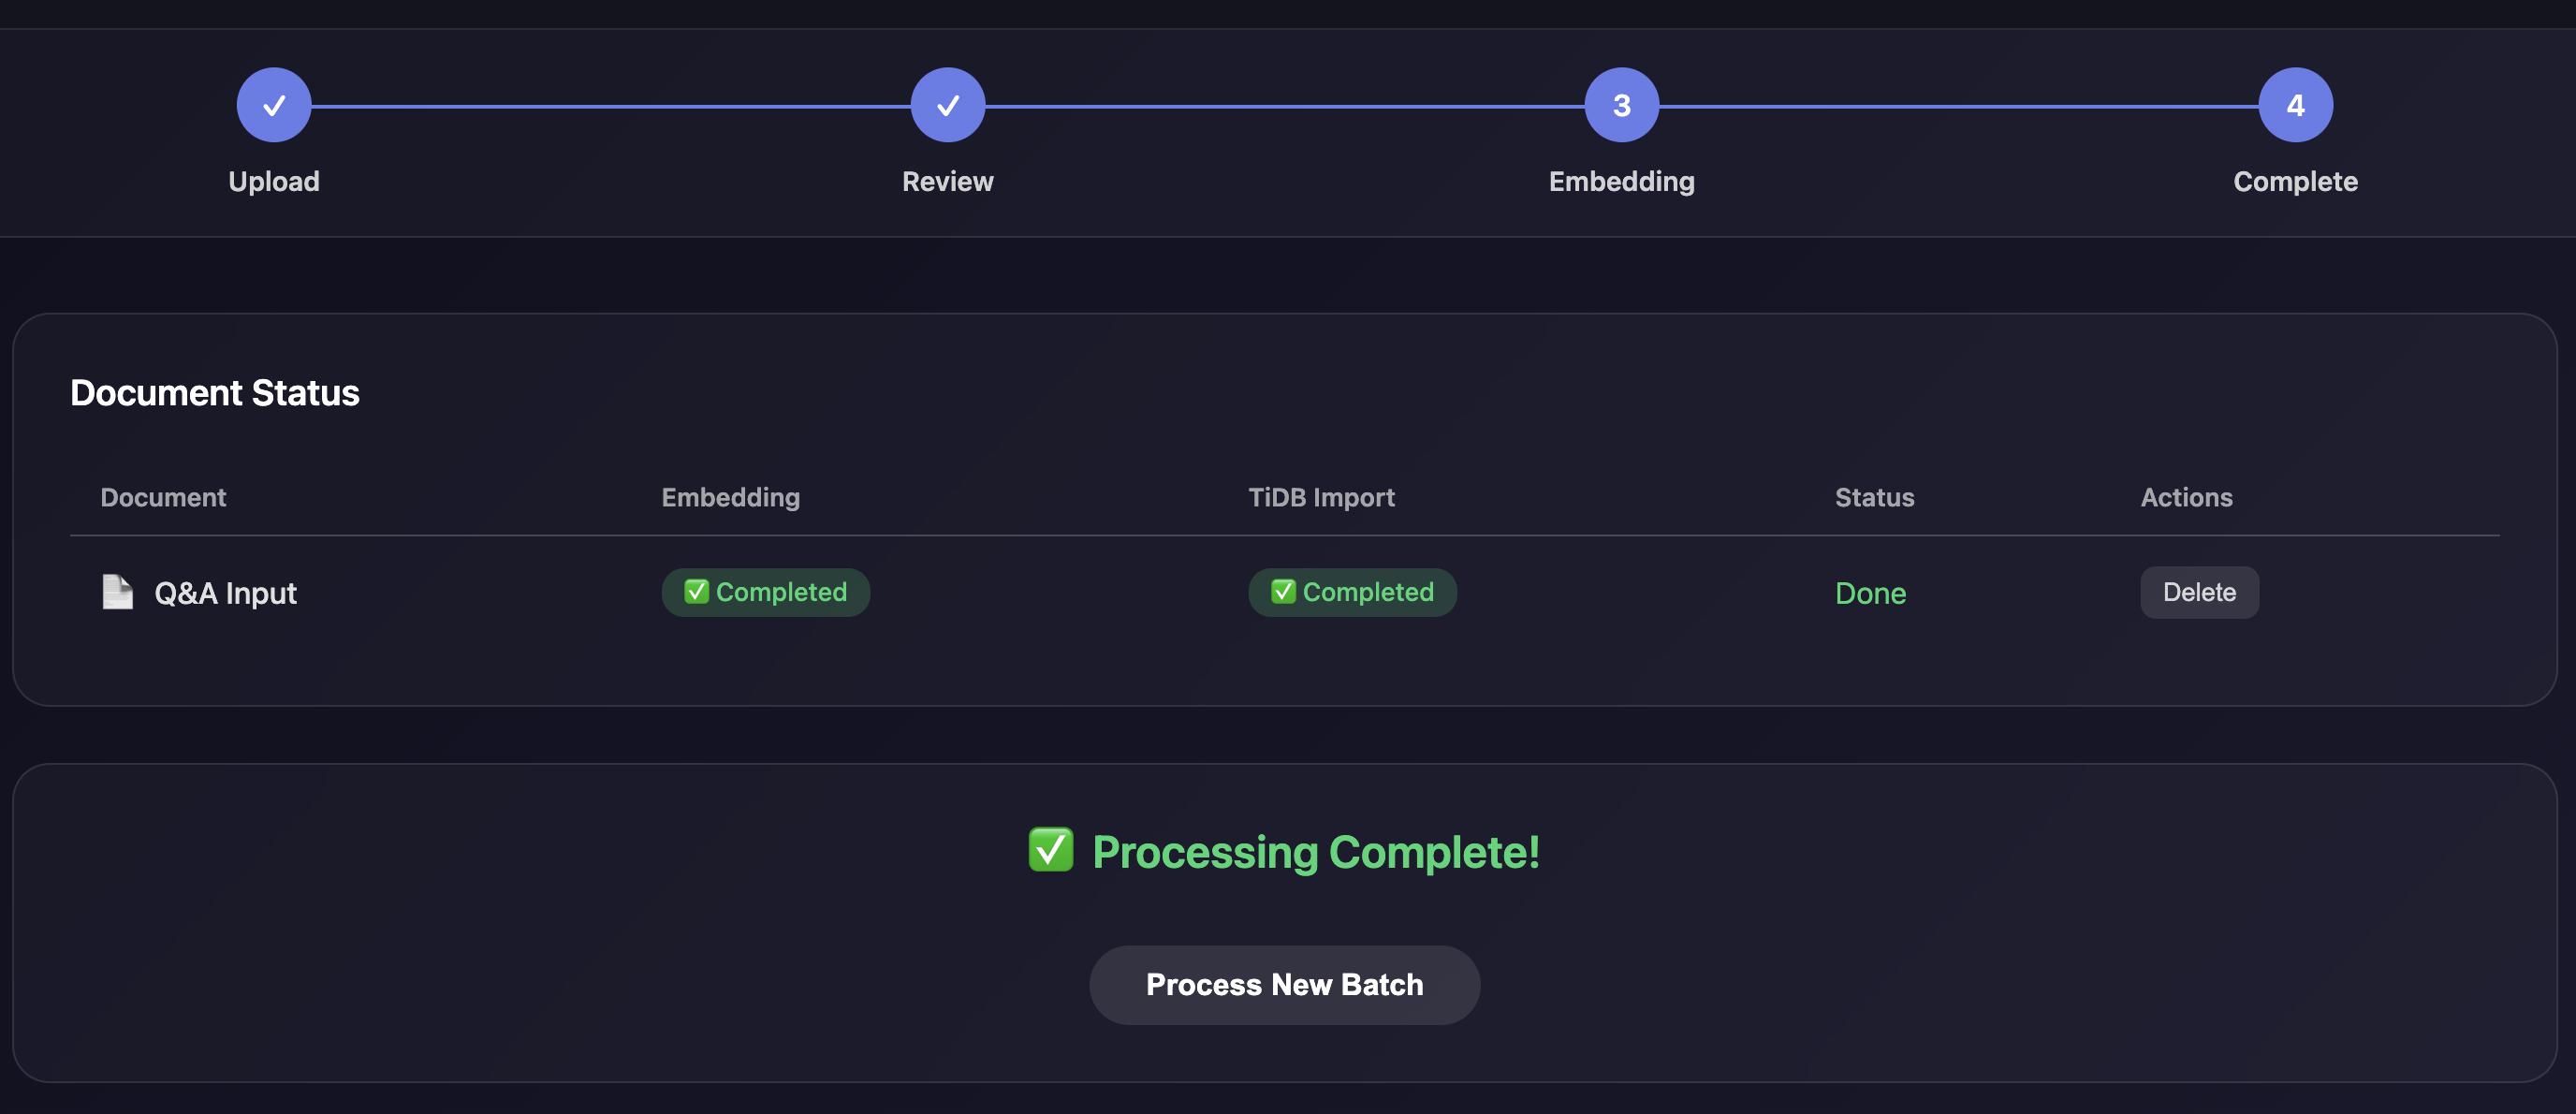 3
4
Upload
Review
Embedding
Complete
Document Status
Document Embedding TiDB Import Status Actions
Q&A Input ✅ Completed ✅ Completed Done Delete
✅ Processing Complete!
Process New Batch